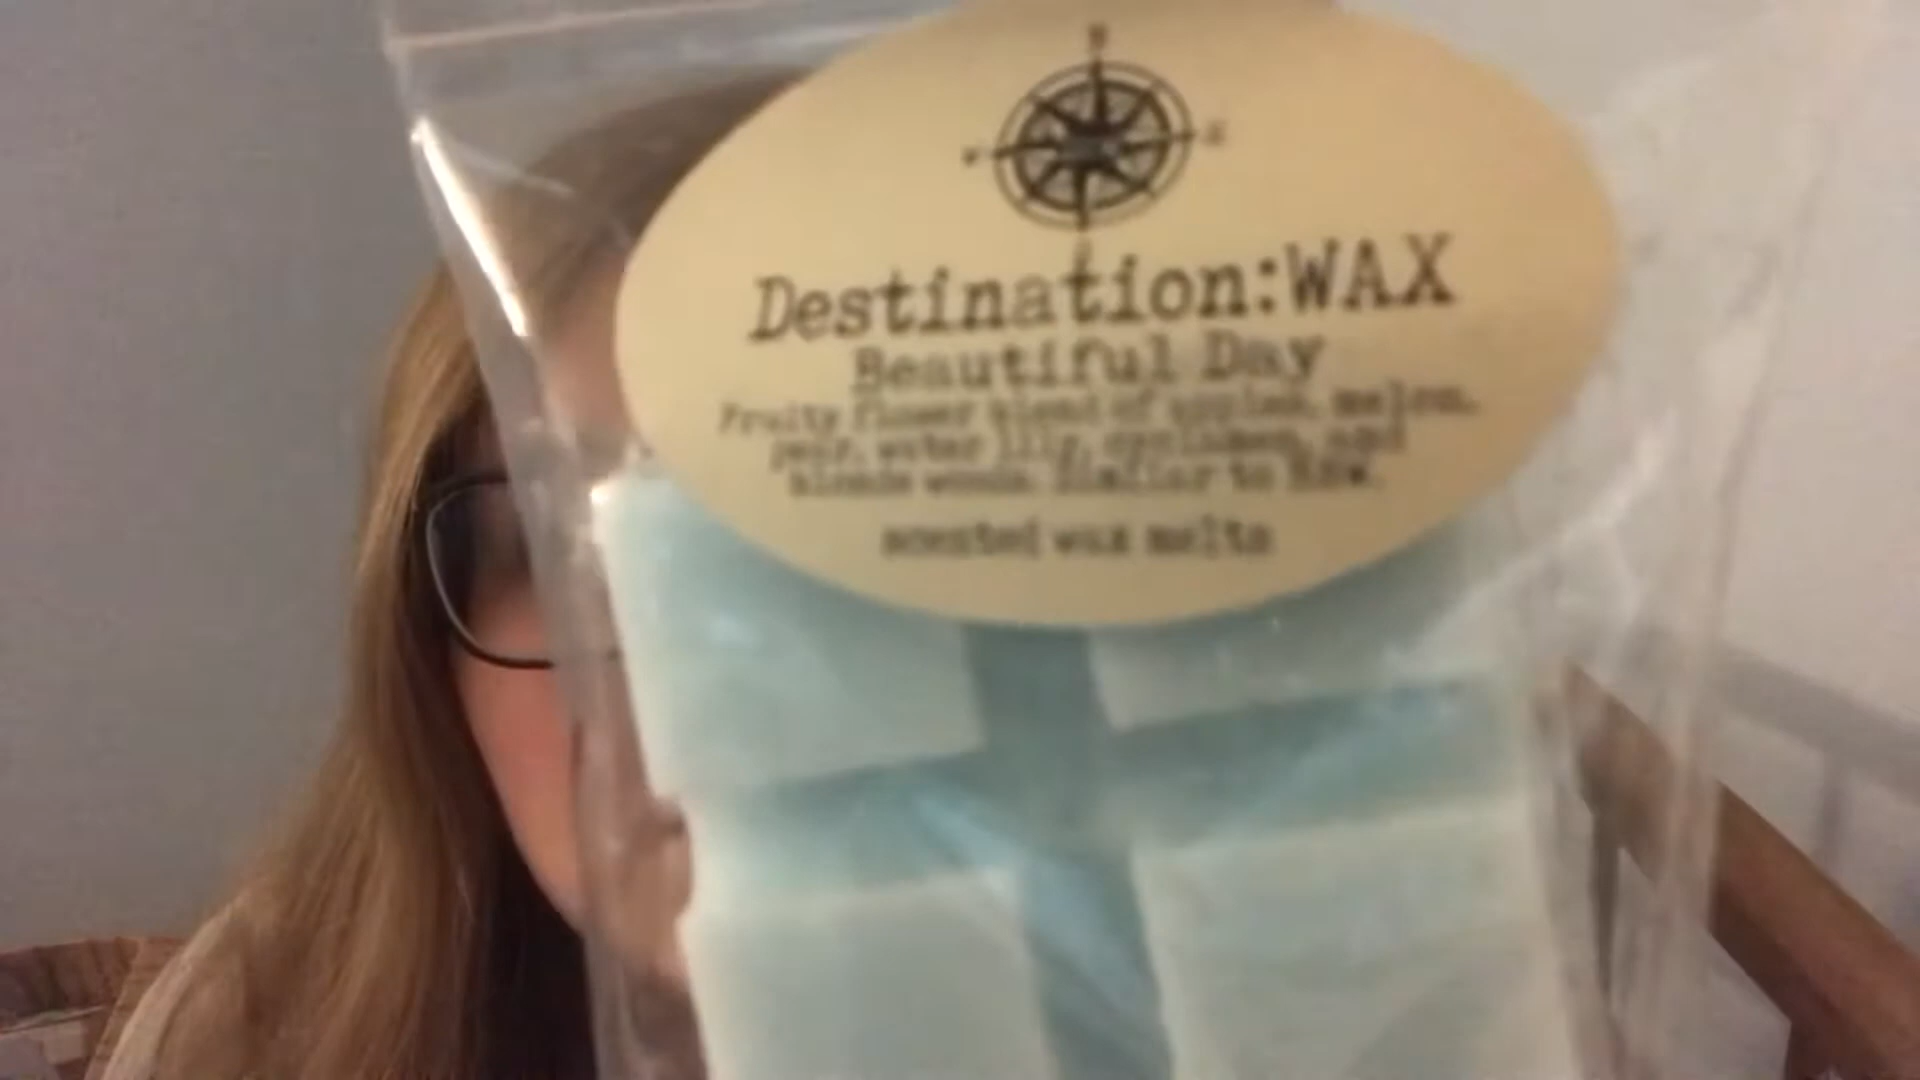 N
Destination:WAX
Beautiful Day
Fruity flower blend of apples, melon,
pear, water lily, cyclamen, and
blonde woods. Similar to BBW.
scented wax melts